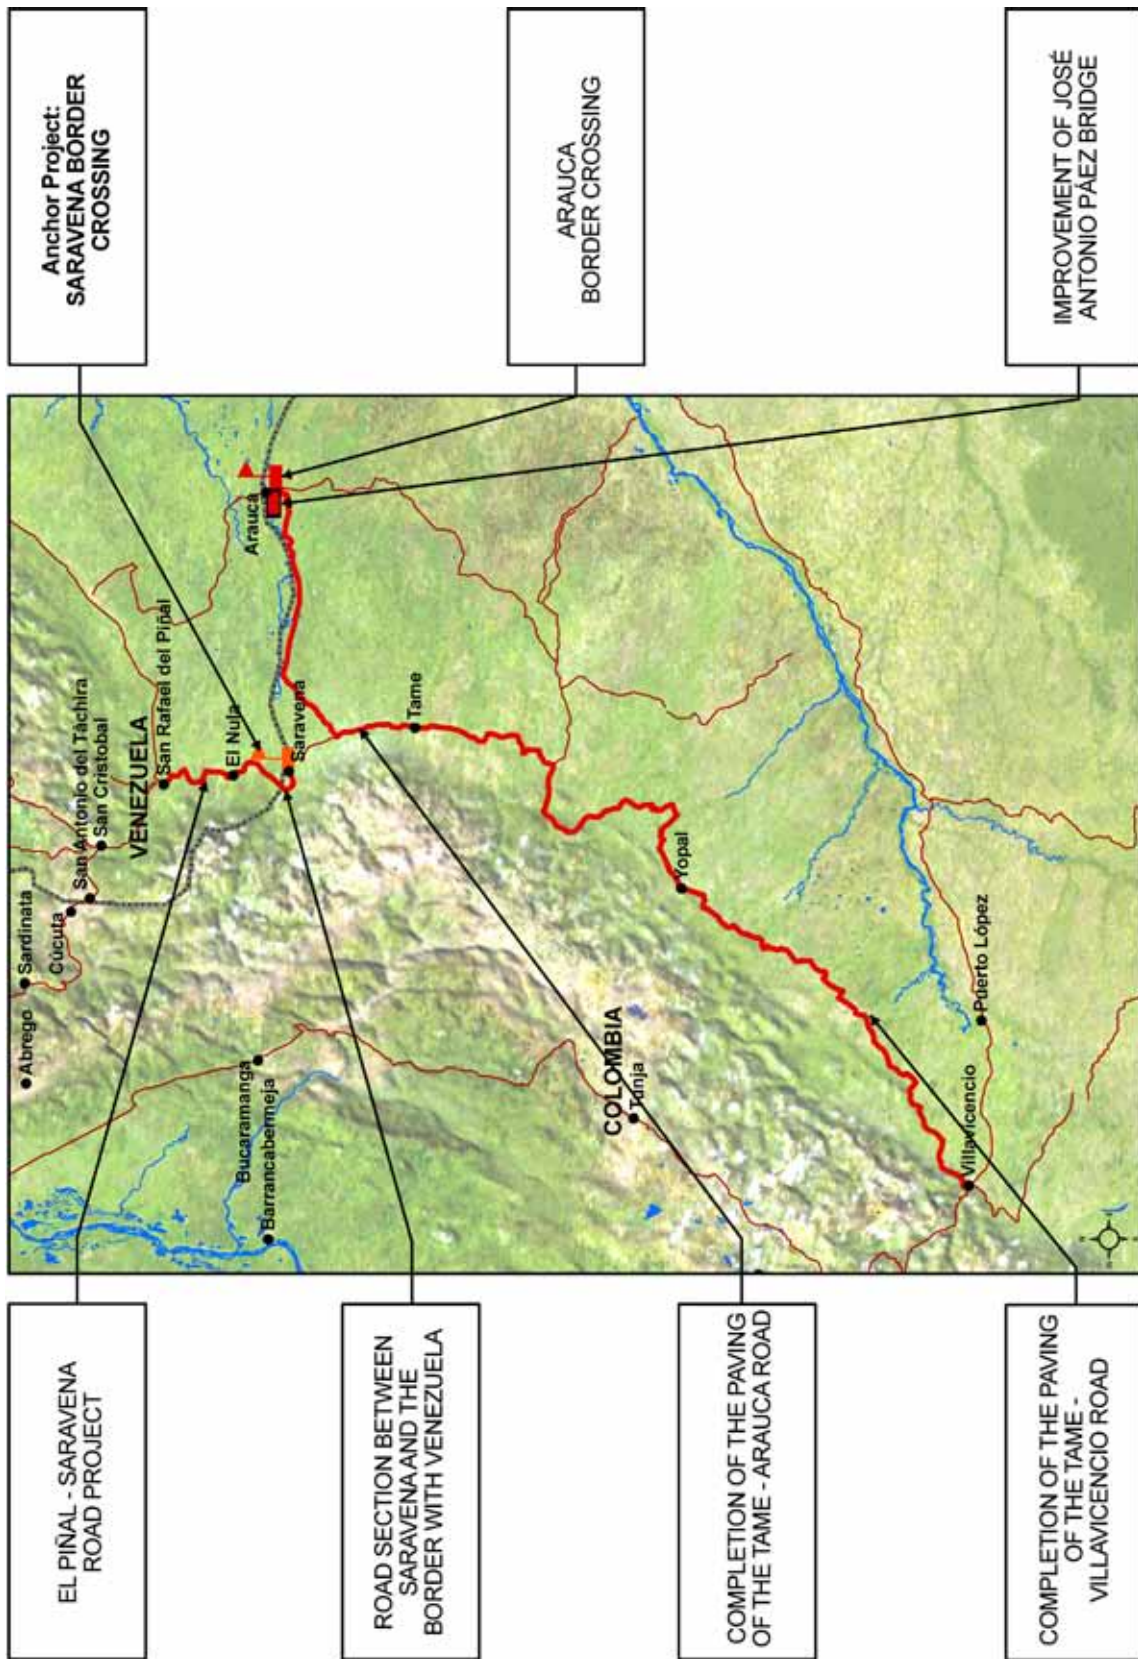 EL PIÑAL - SARAVENA
ROAD PROJECT
ROAD SECTION BETWEEN
SARAVENA AND THE
BORDER WITH VENEZUELA
COMPLETION OF THE PAVING
OF THE TAME - ARAUCA ROAD
COMPLETION OF THE PAVING
OF THE TAME -
VILLAVICENCIO ROAD
Abrego
Sardinata
Cúcuta
San Antonio del Táchira
San Cristobal
VENEZUELA
San Rafael del Piñal
El Nula
Bucaramanga
Barrancabermeja
Arauca
Saravena
Tame
COLOMBIA
Tunja
Yopal
Villavicencio
Puerto López
Anchor Project:
SARAVENA BORDER
CROSSING
ARAUCA
BORDER CROSSING
IMPROVEMENT OF JOSÉ
ANTONIO PÁEZ BRIDGE